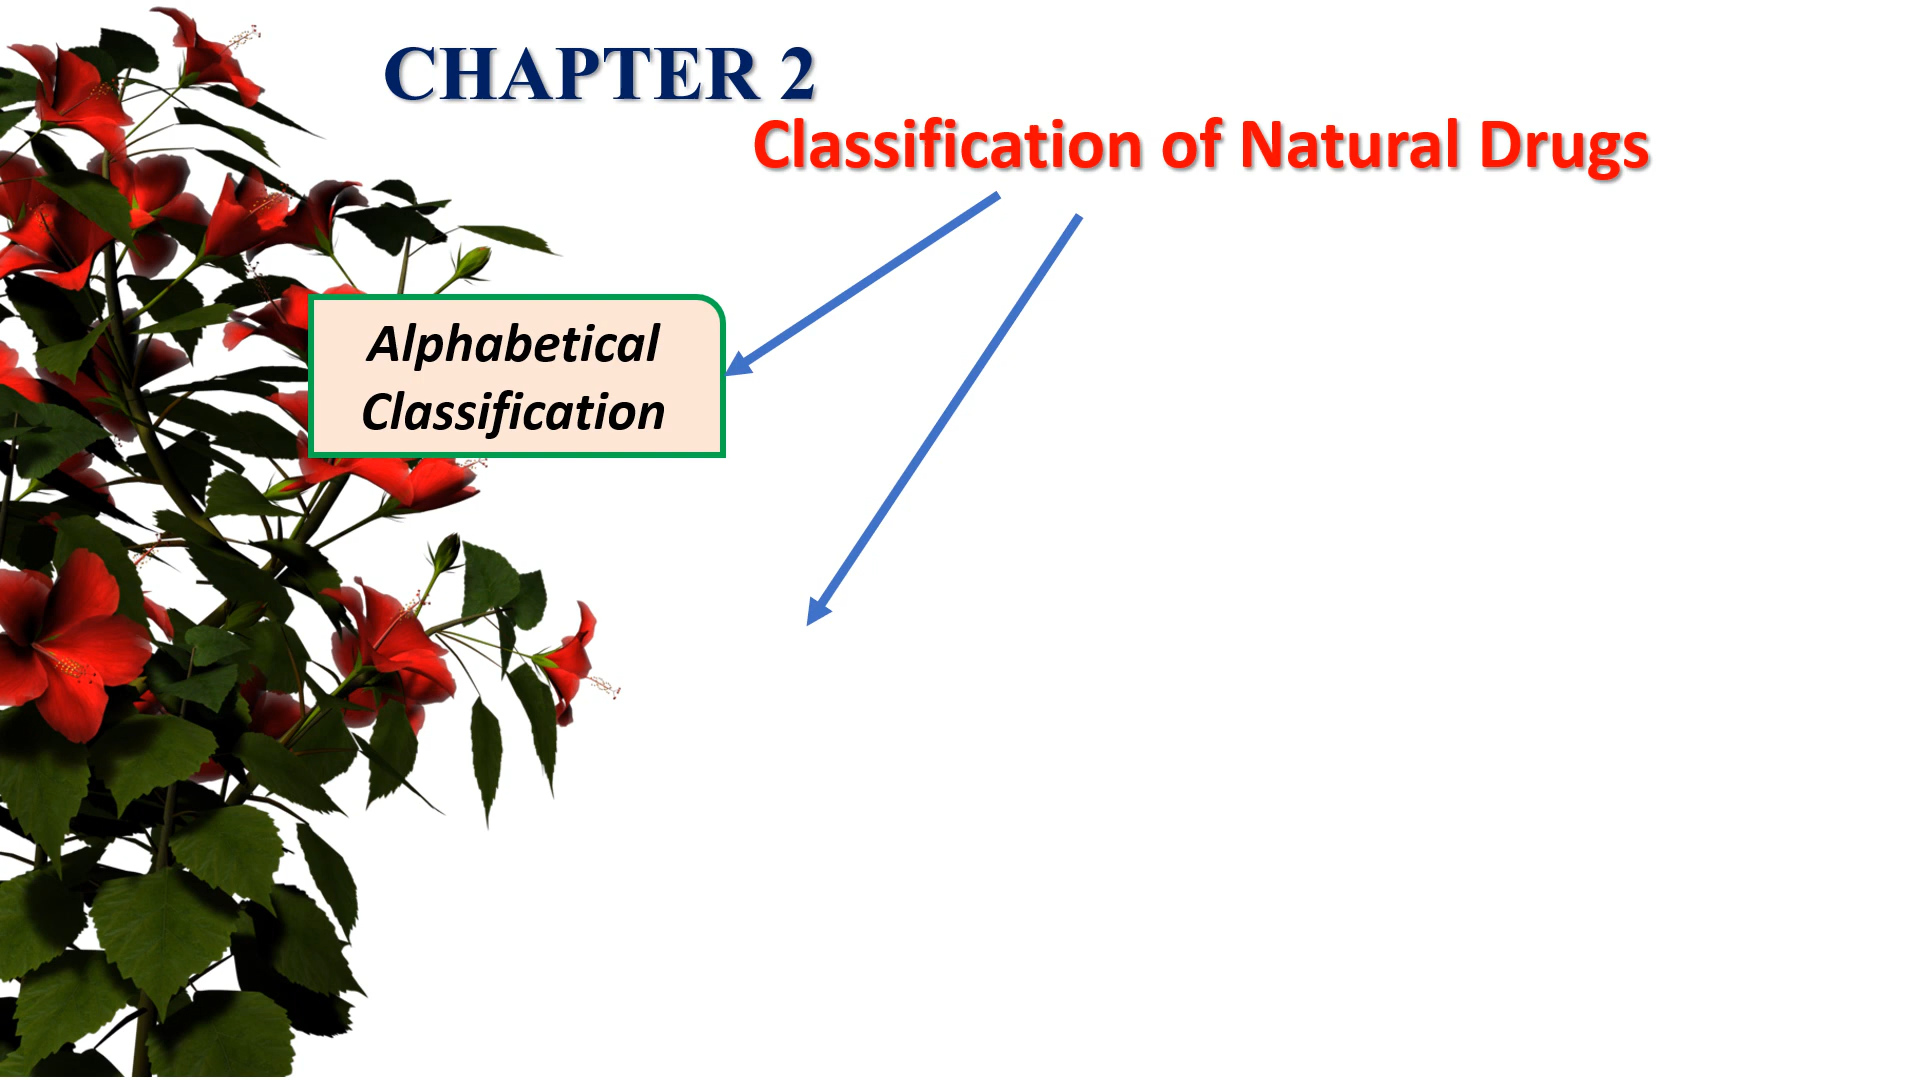 CHAPTER 2
Classification of Natural Drugs
Alphabetical
Classification